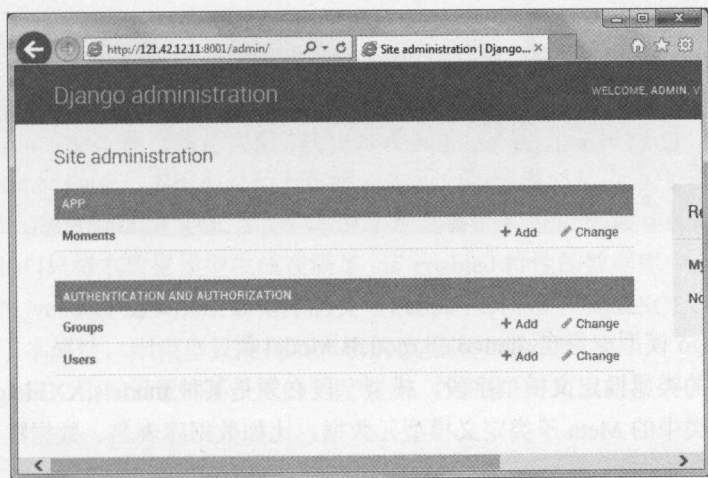 http://121.42.12.11:8001/admin/
Site administration | Django... ×
Django administration
WELCOME, ADMIN. V
Site administration
APP
Moments + Add Change
Re
My
No
AUTHENTICATION AND AUTHORIZATION
Groups + Add Change
Users + Add Change